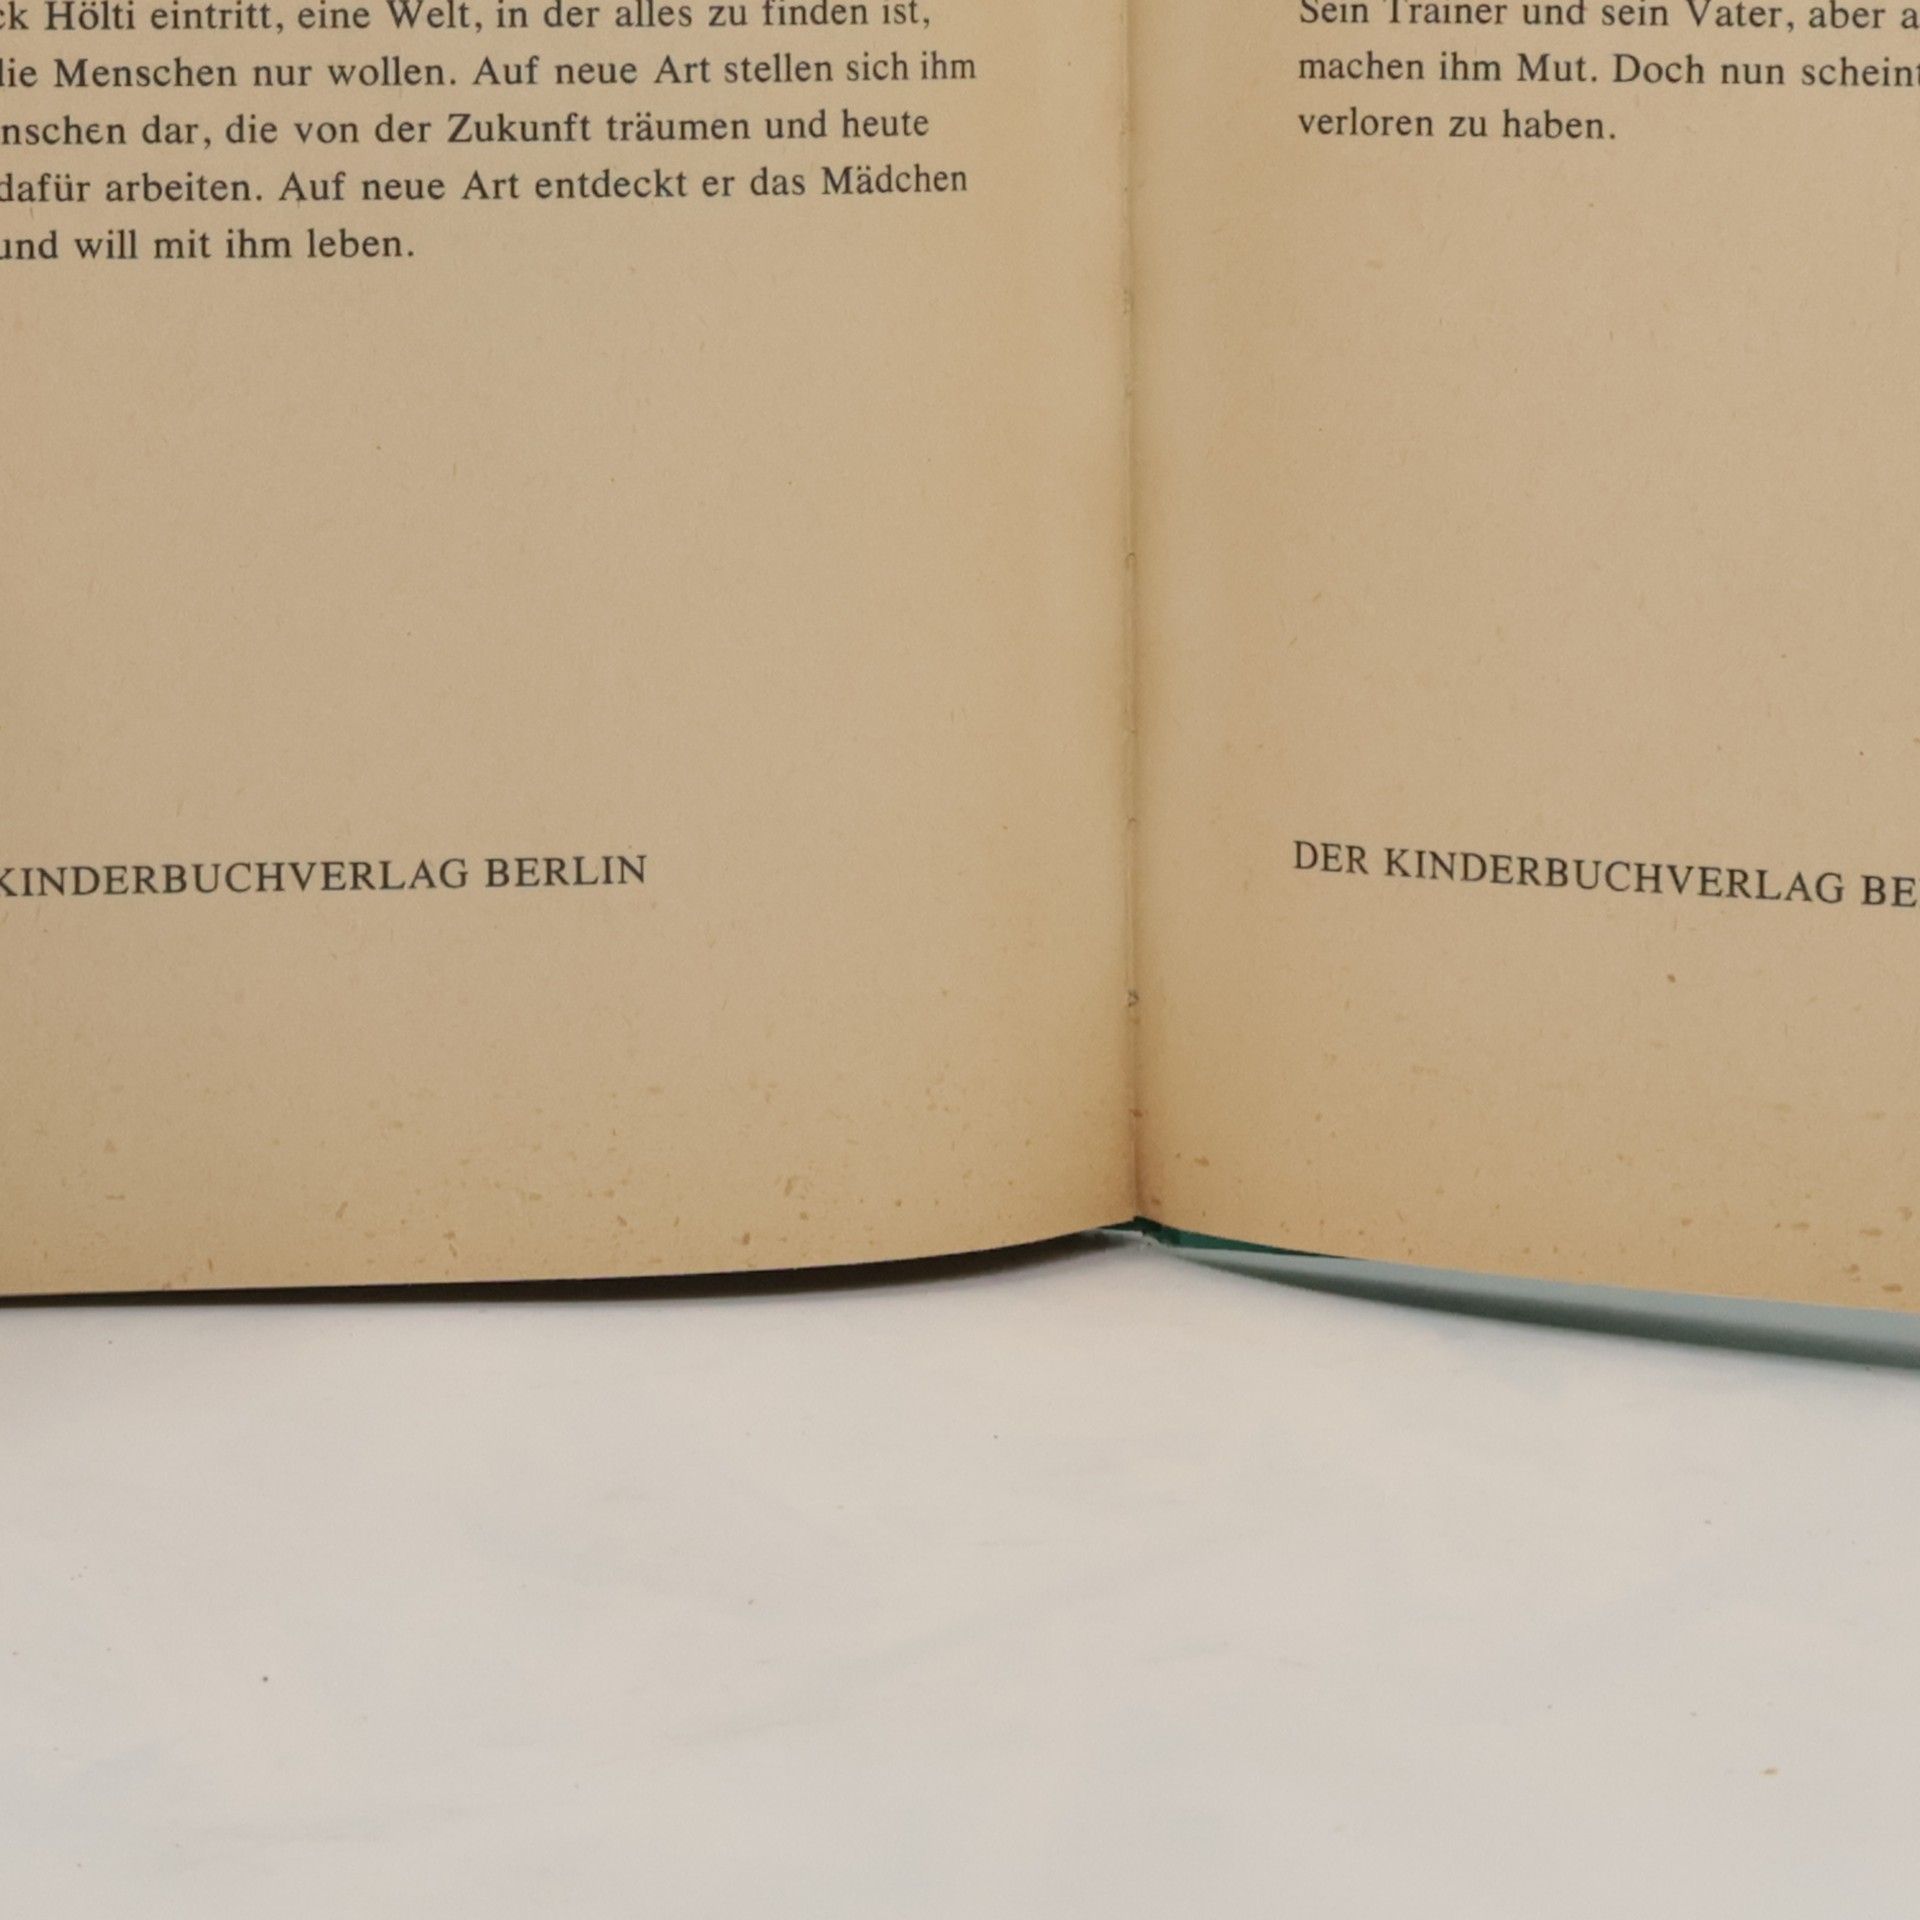 Hölti eintritt, eine Welt, in der alles zu finden ist,
die Menschen nur wollen. Auf neue Art stellen sich ihm
nschen dar, die von der Zukunft träumen und heute
dafür arbeiten. Auf neue Art entdeckt er das Mädchen
und will mit ihm leben.
KINDERBUCHVERLAG BERLIN
Sein Trainer und sein Vater, aber a
machen ihm Mut. Doch nun scheint
verloren zu haben.
DER KINDERBUCHVERLAG BE